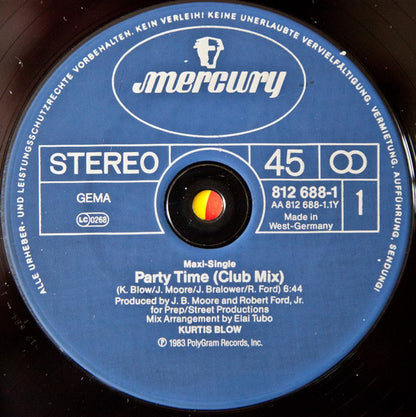 ALLE URHEBER- UND LEISTUNGSSCHUTZRECHTE VORBEHALTEN. KEIN VERLEIH! KEINE UNERLAUBTE VERVIELFÄLTIGUNG, VERMIETUNG, AUFFÜHRUNG, SENDUNG!
mercury
STEREO 45 ∞
GEMA
LC 0268
812 688-1
AA 812 688-1.1Y
Made in
West-Germany
1
Maxi-Single
Party Time (Club Mix)
(K. Blow/J. Moore/J. Bralower/R. Ford) 6:44
Produced by J. B. Moore and Robert Ford, Jr.
for Prep/Street Productions
Mix Arrangement by Elai Tubo
KURTIS BLOW
℗ 1983 PolyGram Records, Inc.